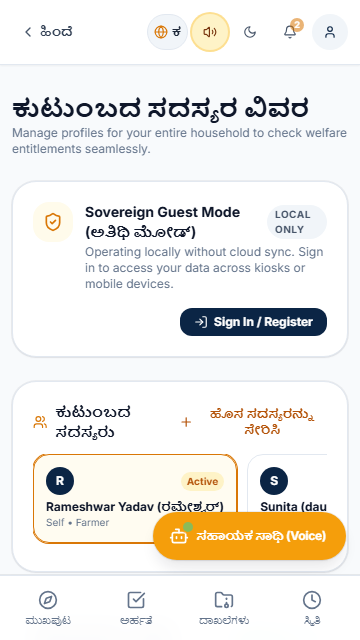 ಹಿಂದೆ
ಕ
2
ಕುಟುಂಬದ ಸದಸ್ಯರ ವಿವರ
Manage profiles for your entire household to check welfare
entitlements seamlessly.
Sovereign Guest Mode
(ಅತಿಥಿ ಮೋಡ್)
LOCAL
ONLY
Operating locally without cloud sync. Sign
in to access your data across kiosks or
mobile devices.
Sign In / Register
ಕುಟುಂಬದ
ಸದಸ್ಯರು
ಹೊಸ ಸದಸ್ಯರನ್ನು
ಸೇರಿಸಿ
R
Active
Rameshwar Yadav (ರಮೇಶ್ವರ್)
Self • Farmer
S
Sunita (dau
ಸಹಾಯಕ ಸಾಥಿ (Voice)
ಮುಖಪುಟ
ಅರ್ಹತೆ
ದಾಖಲೆಗಳು
ಸ್ಥಿತಿ